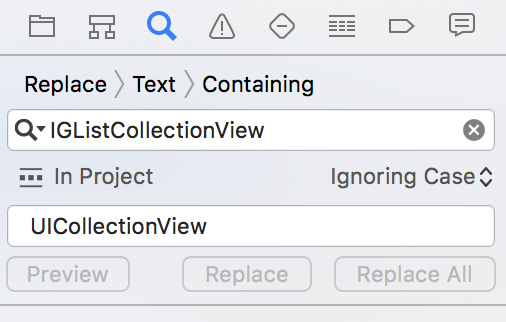 Replace 〉 Text 〉 Containing
IGListCollectionView
In Project Ignoring Case
UICollectionView
Preview Replace Replace All